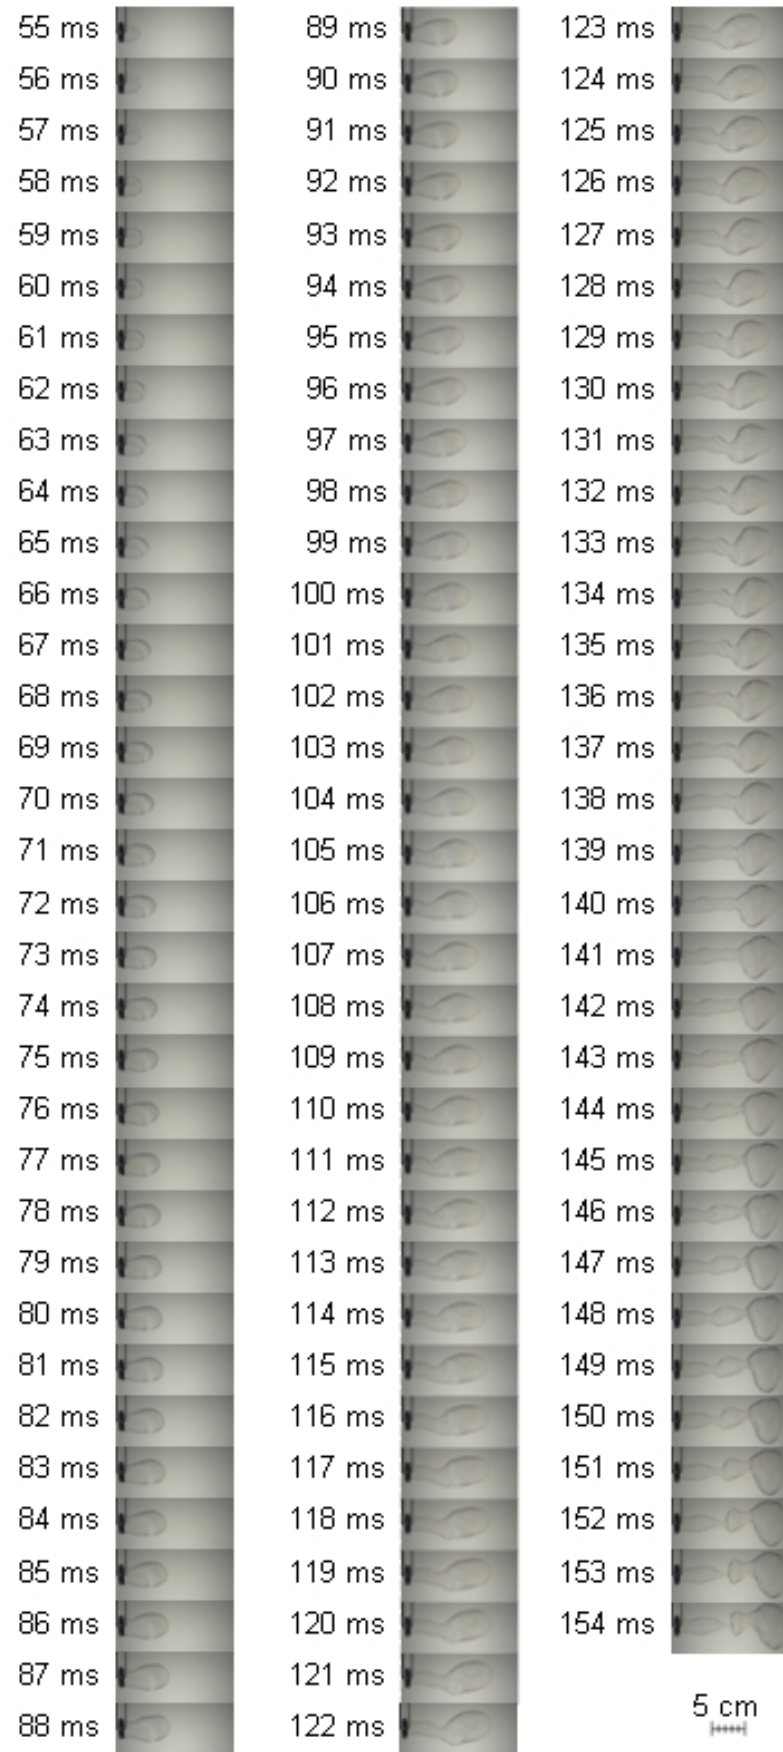 55 ms
56 ms
57 ms
58 ms
59 ms
60 ms
61 ms
62 ms
63 ms
64 ms
65 ms
66 ms
67 ms
68 ms
69 ms
70 ms
71 ms
72 ms
73 ms
74 ms
75 ms
76 ms
77 ms
78 ms
79 ms
80 ms
81 ms
82 ms
83 ms
84 ms
85 ms
86 ms
87 ms
88 ms
89 ms
90 ms
91 ms
92 ms
93 ms
94 ms
95 ms
96 ms
97 ms
98 ms
99 ms
100 ms
101 ms
102 ms
103 ms
104 ms
105 ms
106 ms
107 ms
108 ms
109 ms
110 ms
111 ms
112 ms
113 ms
114 ms
115 ms
116 ms
117 ms
118 ms
119 ms
120 ms
121 ms
122 ms
123 ms
124 ms
125 ms
126 ms
127 ms
128 ms
129 ms
130 ms
131 ms
132 ms
133 ms
134 ms
135 ms
136 ms
137 ms
138 ms
139 ms
140 ms
141 ms
142 ms
143 ms
144 ms
145 ms
146 ms
147 ms
148 ms
149 ms
150 ms
151 ms
152 ms
153 ms
154 ms
5 cm